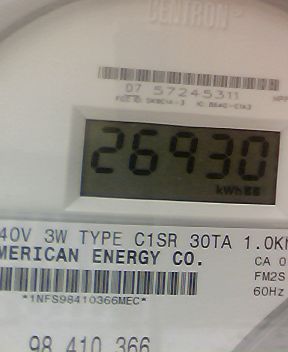 CENTRON®
07 57245311
26930
kWh
40V 3W TYPE C1SR 30TA 1.0K
MERICAN ENERGY CO.
CA 0
FM2S
60Hz
*1NFS98410366MEC*
98 410 366